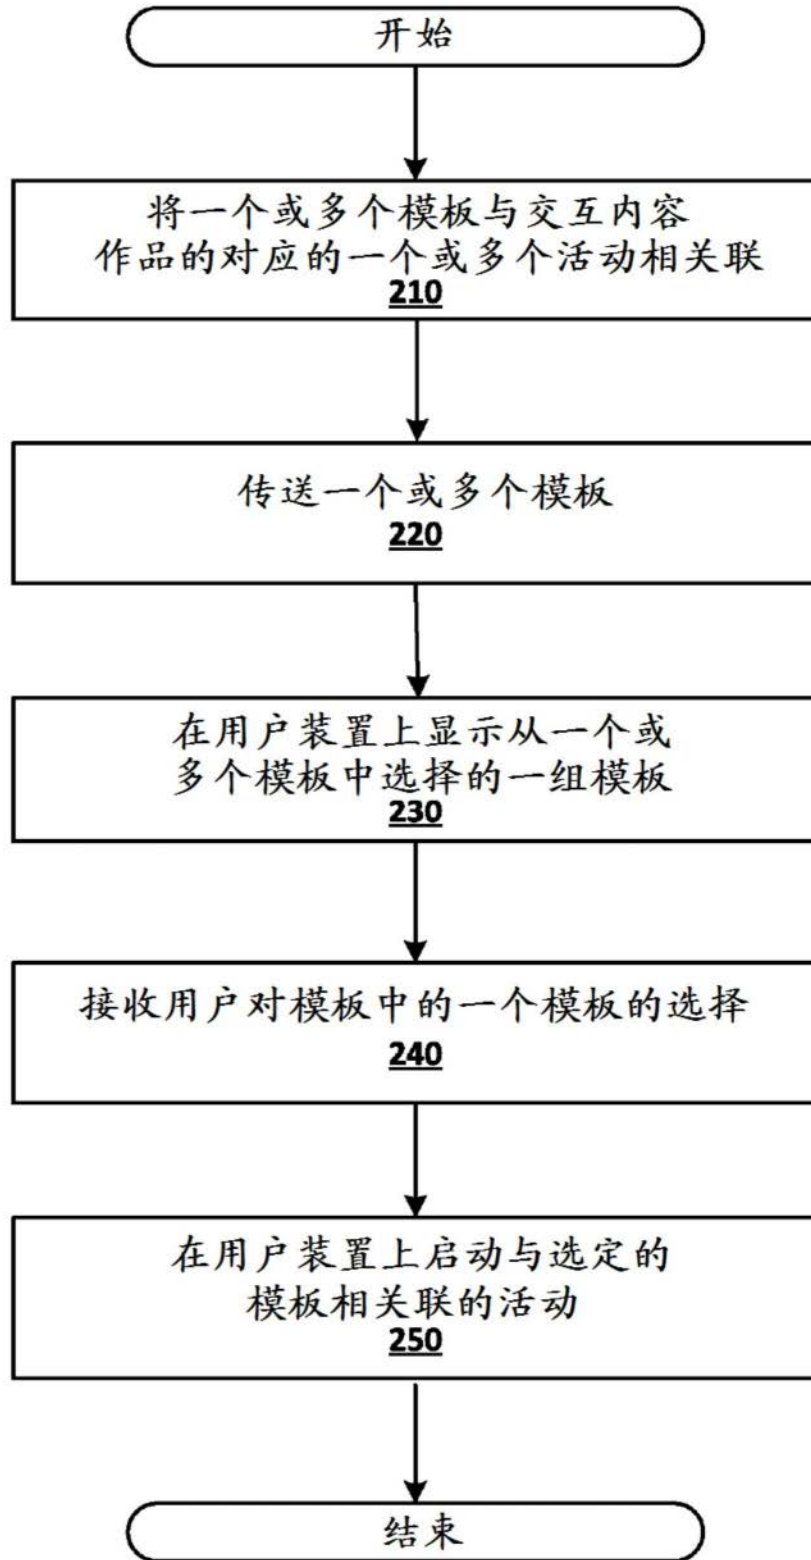 开始
将一个或多个模板与交互内容
作品的对应的一个或多个活动相关联
210
传送一个或多个模板
220
在用户装置上显示从一个或
多个模板中选择的一组模板
230
接收用户对模板中的一个模板的选择
240
在用户装置上启动与选定的
模板相关联的活动
250
结束